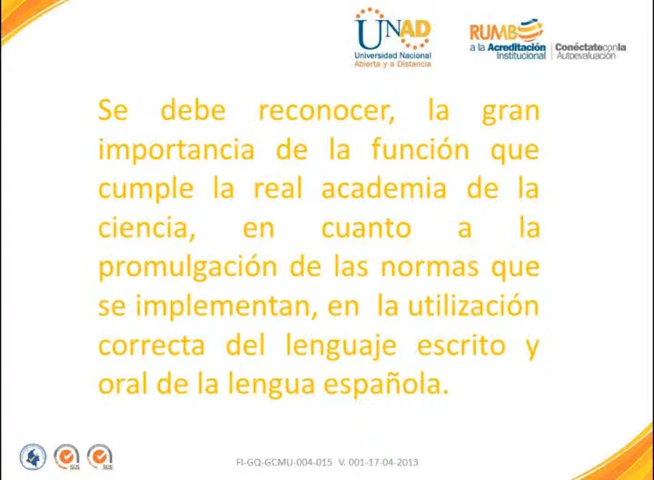 UNAD
Universidad Nacional
Abierta y a Distancia
RUMBO
a la Acreditación
Institucional
Conéctateconla
Autoevaluación
Se debe reconocer, la gran
importancia de la función que
cumple la real academia de la
ciencia, en cuanto a la
promulgación de las normas que
se implementan, en la utilización
correcta del lenguaje escrito y
oral de la lengua española.
SGS
SGS
FI-GQ-GCMU-004-015 V. 001-17-04-2013